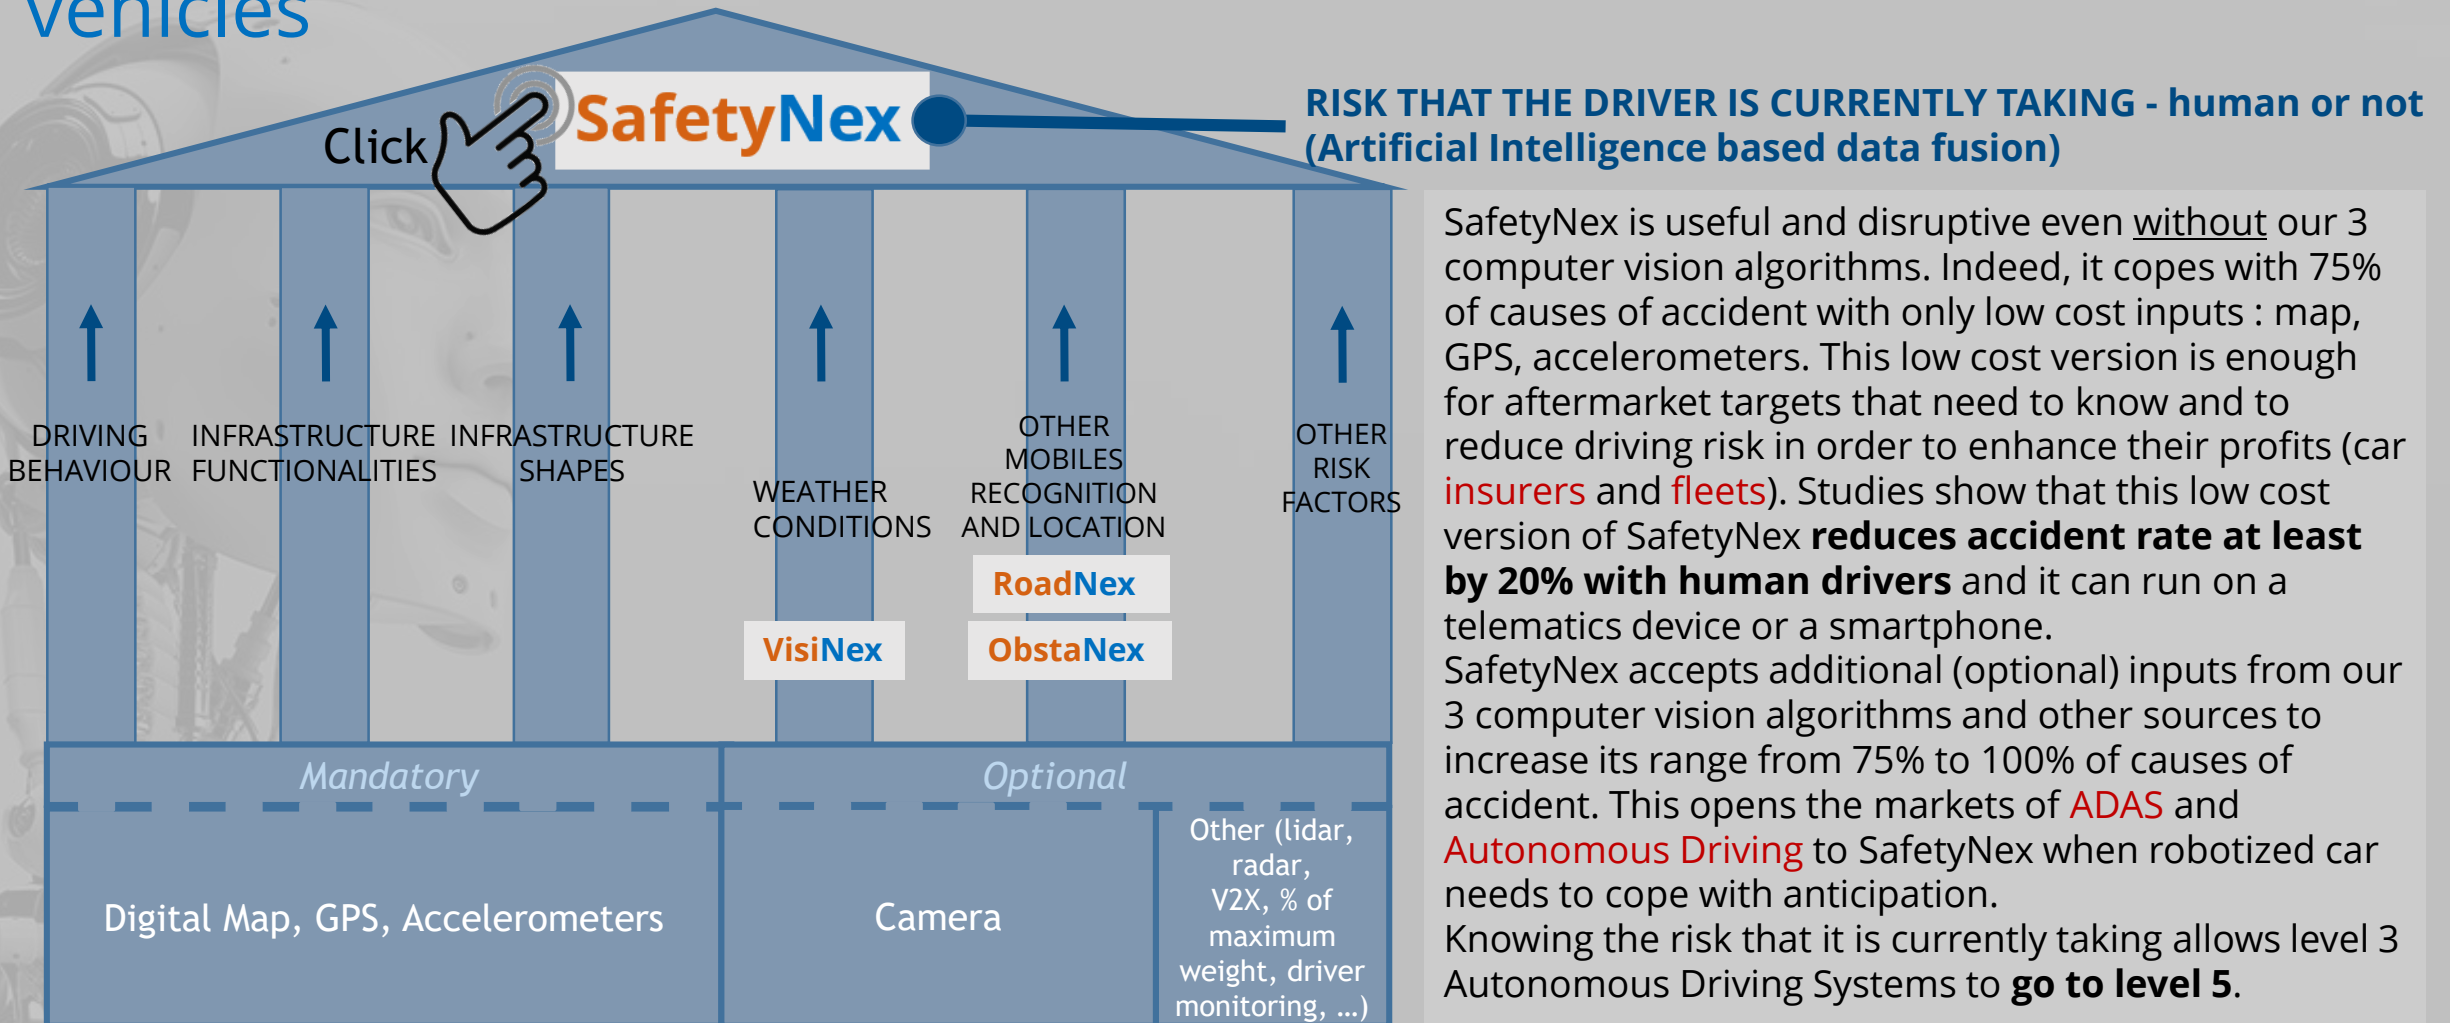 vehicles
Click
SafetyNex
RISK THAT THE DRIVER IS CURRENTLY TAKING - human or not
(Artificial Intelligence based data fusion)
DRIVING
BEHAVIOUR
INFRASTRUCTURE
FUNCTIONALITIES
INFRASTRUCTURE
SHAPES
WEATHER
CONDITIONS
OTHER
MOBILES
RECOGNITION
AND LOCATION
OTHER
RISK
FACTORS
RoadNex
VisiNex
ObstaNex
Mandatory
Optional
Digital Map, GPS, Accelerometers
Camera
Other (lidar,
radar,
V2X, % of
maximum
weight, driver
monitoring, ...)
SafetyNex is useful and disruptive even without our 3
computer vision algorithms. Indeed, it copes with 75%
of causes of accident with only low cost inputs : map,
GPS, accelerometers. This low cost version is enough
for aftermarket targets that need to know and to
reduce driving risk in order to enhance their profits (car
insurers and fleets). Studies show that this low cost
version of SafetyNex reduces accident rate at least
by 20% with human drivers and it can run on a
telematics device or a smartphone.
SafetyNex accepts additional (optional) inputs from our
3 computer vision algorithms and other sources to
increase its range from 75% to 100% of causes of
accident. This opens the markets of ADAS and
Autonomous Driving to SafetyNex when robotized car
needs to cope with anticipation.
Knowing the risk that it is currently taking allows level 3
Autonomous Driving Systems to go to level 5.